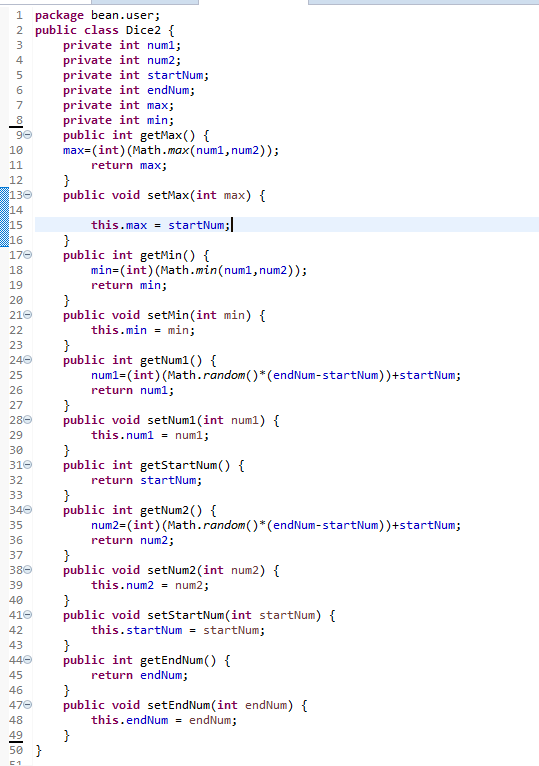 1 package bean.user;
2 public class Dice2 {
3     private int num1;
4     private int num2;
5     private int startNum;
6     private int endNum;
7     private int max;
8     private int min;
9     public int getMax() {
10     max=(int)(Math.max(num1,num2));
11         return max;
12     }
13     public void setMax(int max) {
14
15         this.max = startNum;
16     }
17     public int getMin() {
18         min=(int)(Math.min(num1,num2));
19         return min;
20     }
21     public void setMin(int min) {
22         this.min = min;
23     }
24     public int getNum1() {
25         num1=(int)(Math.random()*(endNum-startNum))+startNum;
26         return num1;
27     }
28     public void setNum1(int num1) {
29         this.num1 = num1;
30     }
31     public int getStartNum() {
32         return startNum;
33     }
34     public int getNum2() {
35         num2=(int)(Math.random()*(endNum-startNum))+startNum;
36         return num2;
37     }
38     public void setNum2(int num2) {
39         this.num2 = num2;
40     }
41     public void setStartNum(int startNum) {
42         this.startNum = startNum;
43     }
44     public int getEndNum() {
45         return endNum;
46     }
47     public void setEndNum(int endNum) {
48         this.endNum = endNum;
49     }
50 }
51